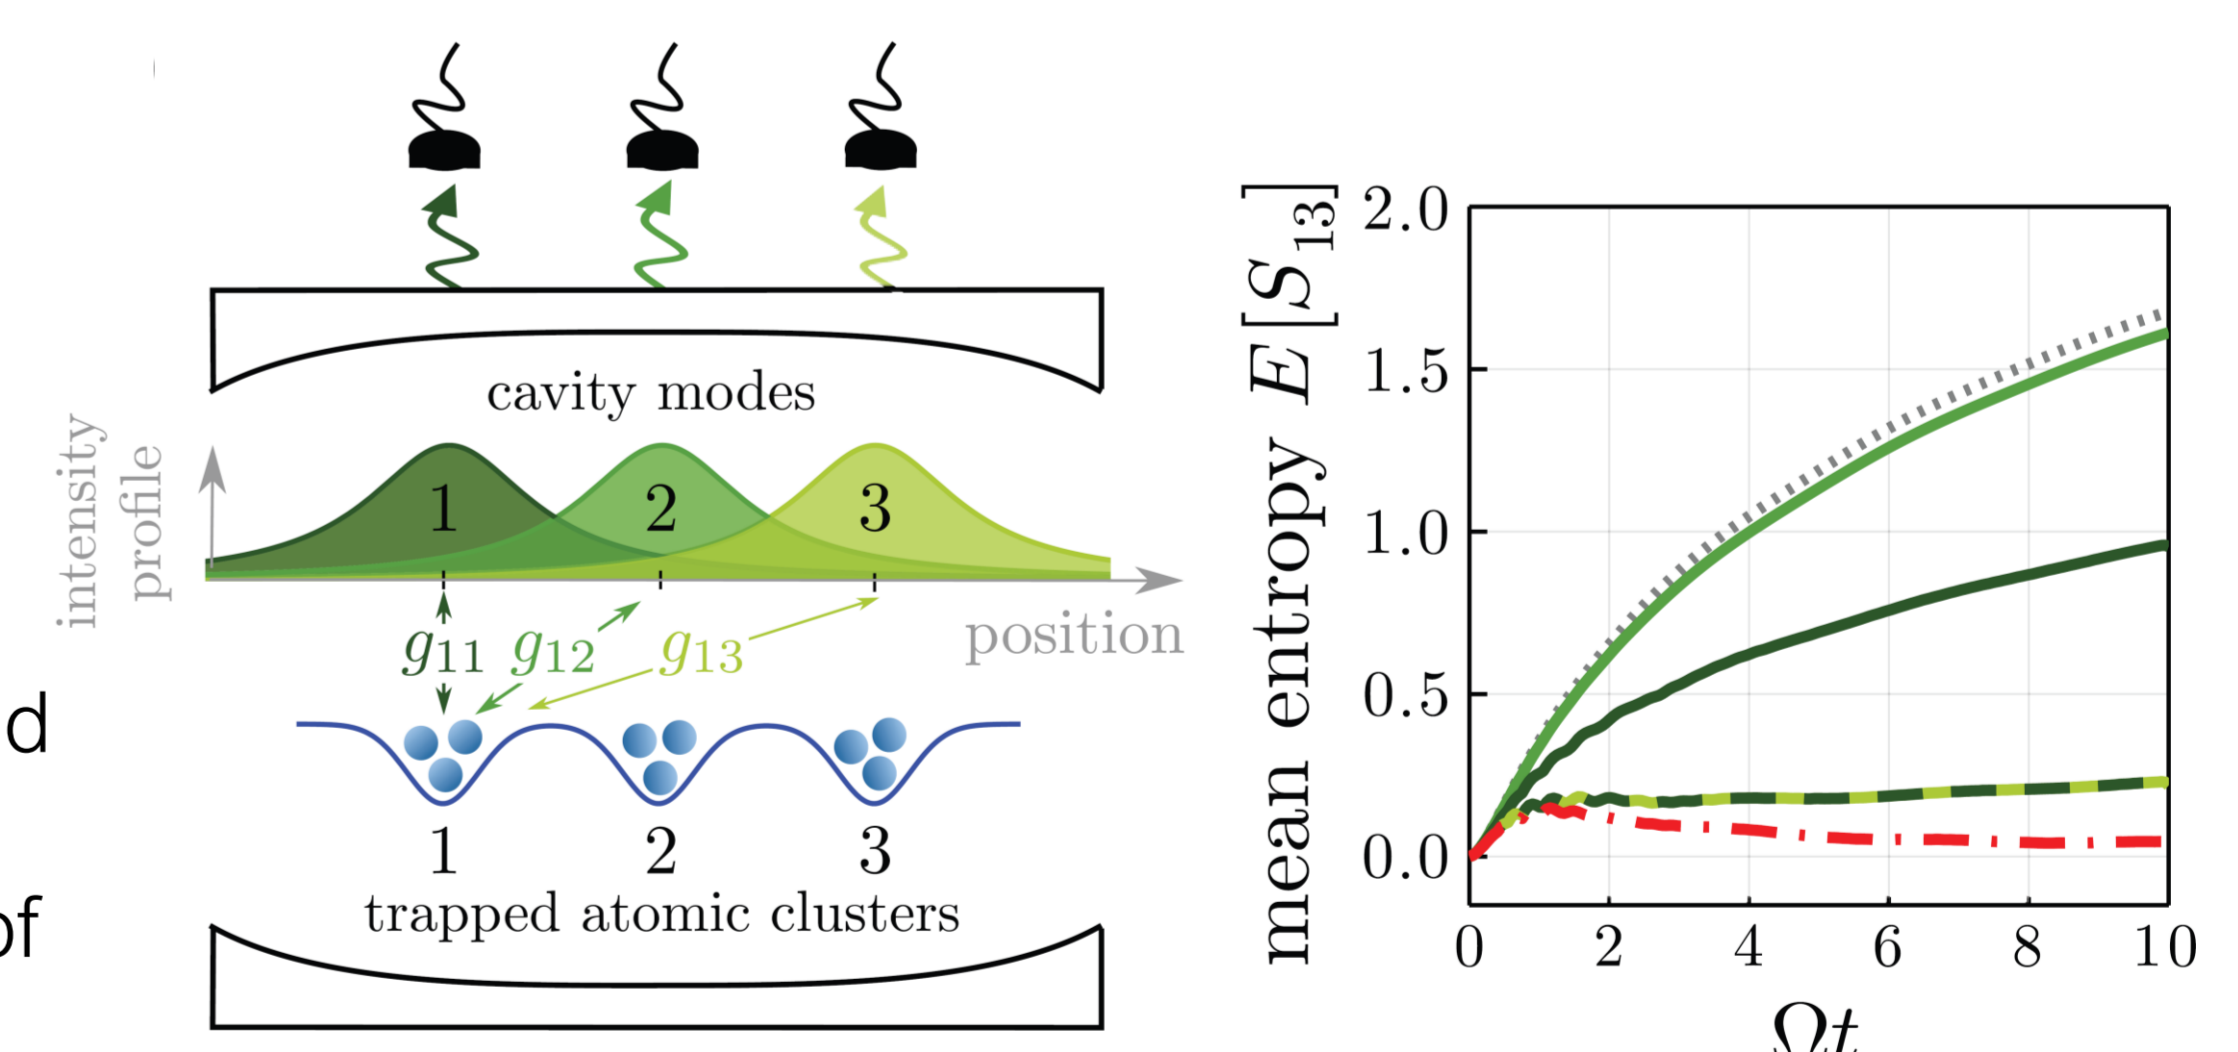 cavity modes
intensity
profile
1 2 3
position
g11 g12 g13
d
1 2 3
trapped atomic clusters
of
mean entropy E[S13]
2.0
1.5
1.0
0.5
0.0
0 2 4 6 8 10
Ωt